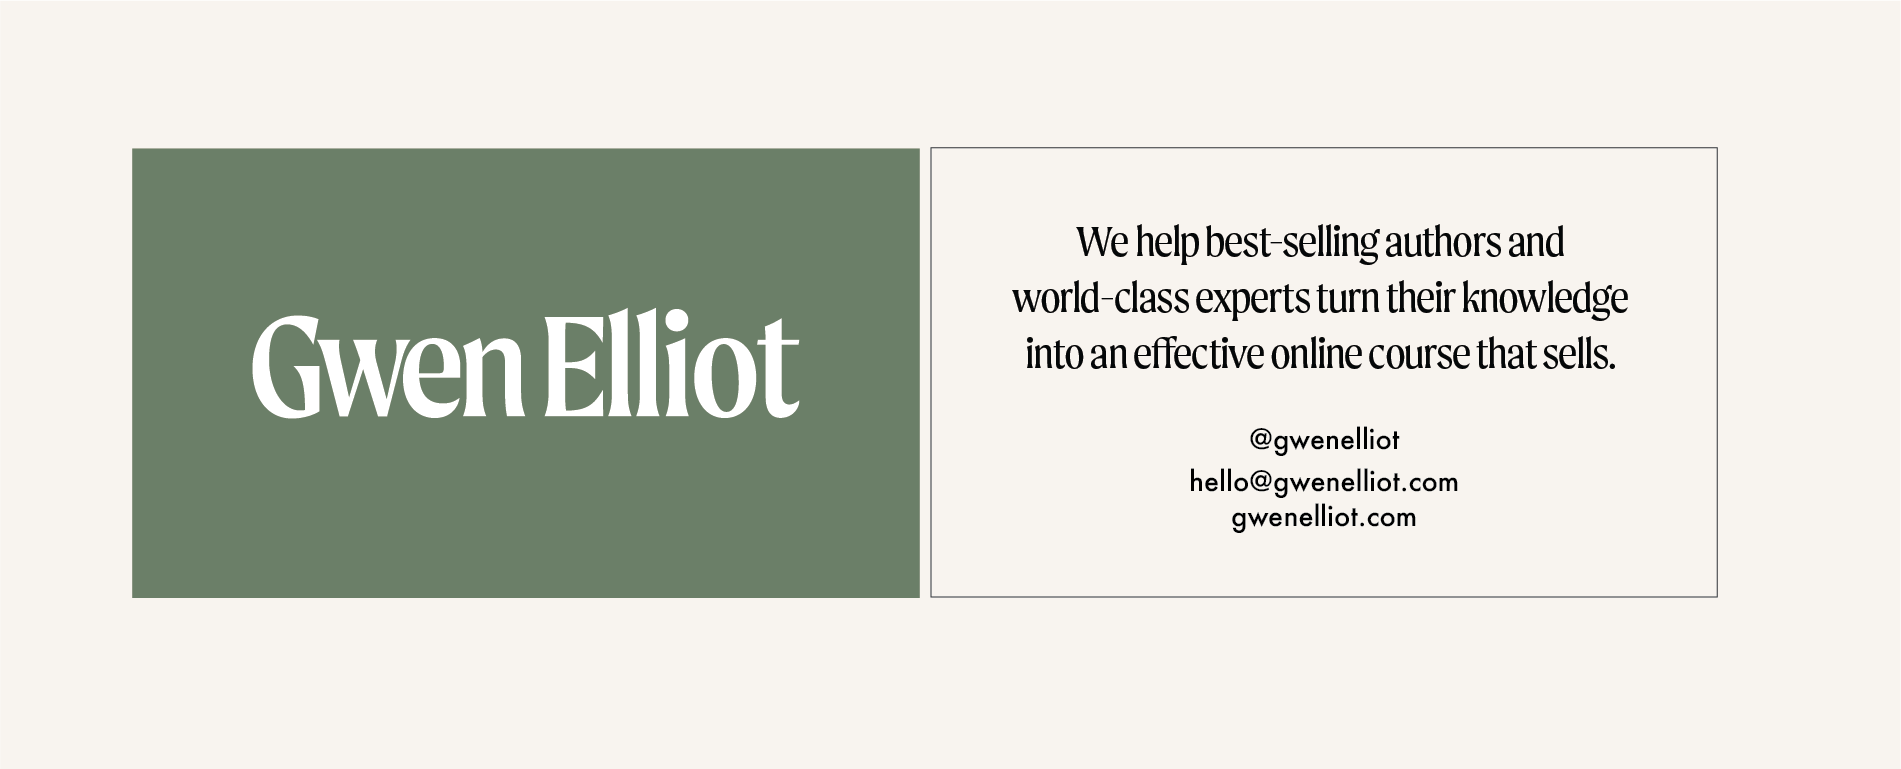 Gwen Elliot
We help best-selling authors and
world-class experts turn their knowledge
into an effective online course that sells.
@gwenelliot
hello@gwenelliot.com
gwenelliot.com